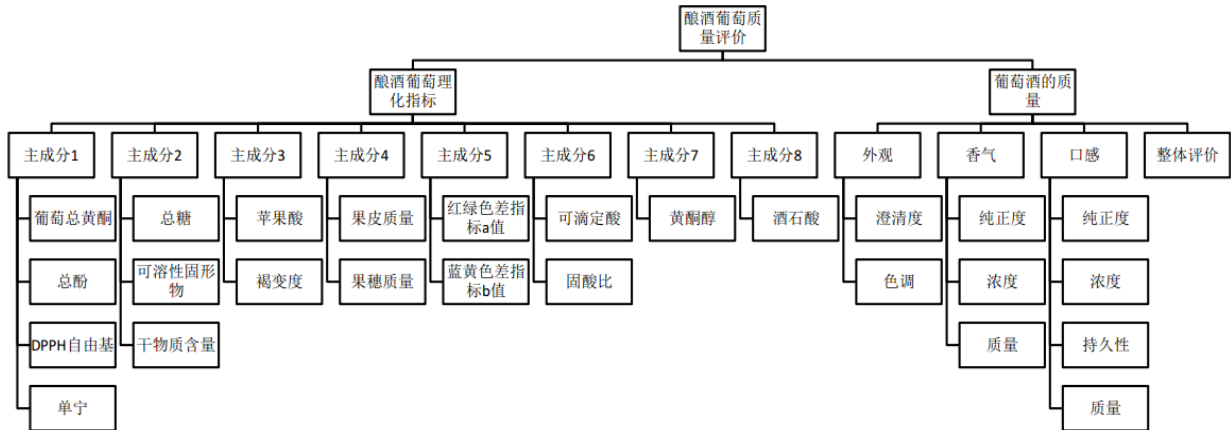 酿酒葡萄质
量评价
酿酒葡萄理
化指标
葡萄酒的质
量
主成分1
主成分2
主成分3
主成分4
主成分5
主成分6
主成分7
主成分8
外观
香气
口感
整体评价
葡萄总黄酮
总糖
苹果酸
果皮质量
红绿色差指
标a值
可滴定酸
黄酮醇
酒石酸
澄清度
纯正度
纯正度
总酚
可溶性固形
物
褐变度
果穗质量
蓝黄色差指
标b值
固酸比
色调
浓度
浓度
DPPH自由基
干物质含量
质量
持久性
单宁
质量